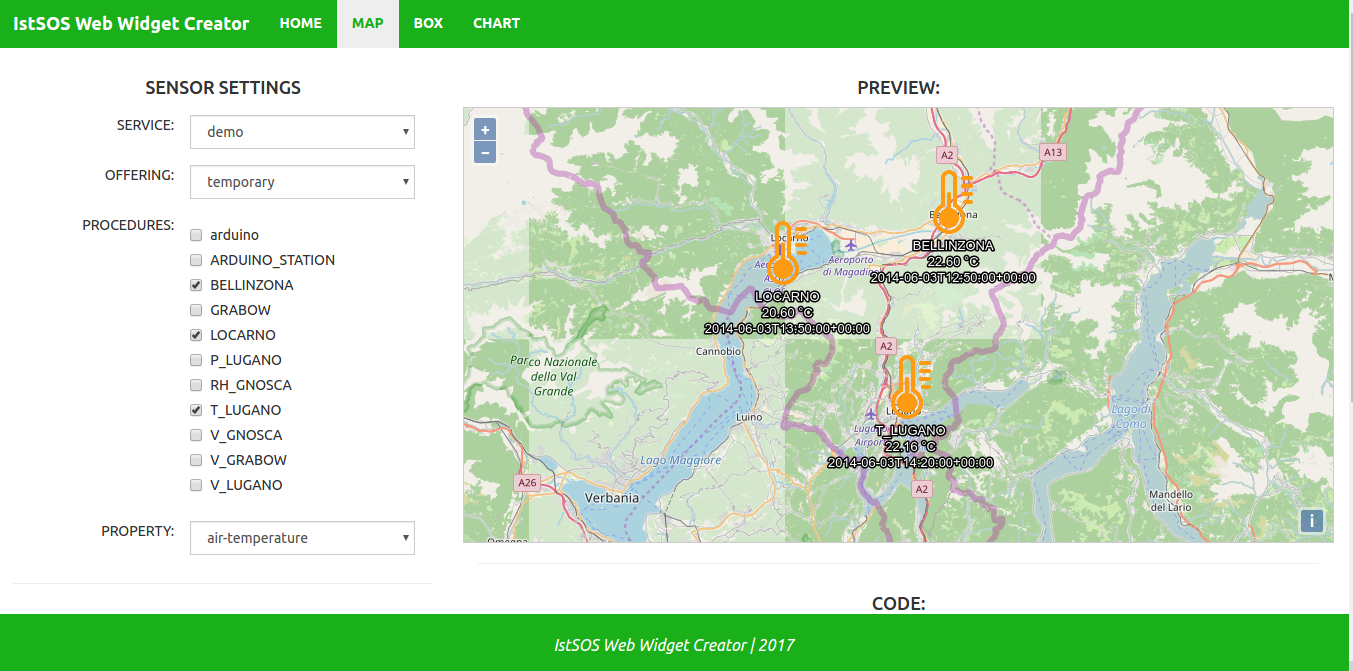 IstSOS Web Widget Creator HOME MAP BOX CHART
SENSOR SETTINGS
SERVICE: demo
OFFERING: temporary
PROCEDURES:
arduino
ARDUINO_STATION
BELLINZONA
GRABOW
LOCARNO
P_LUGANO
RH_GNOSCA
T_LUGANO
V_GNOSCA
V_GRABOW
V_LUGANO
PROPERTY: air-temperature
PREVIEW:
+
−
A2
A13
BELLINZONA
22.60 °C
2014-06-03T12:50:00+00:00
Locarno
Aeroporto
di Magadino
LOCARNO
20.60 °C
2014-06-03T13:50:00+00:00
A2
Cannobio
Parco Nazionale
della Val
Grande
Luino
T_LUGANO
22.16 °C
2014-06-03T14:20:00+00:00
Lago di
Como
Lago Maggiore
A26
Verbania
A2
Mandello
del Lario
i
CODE:
IstSOS Web Widget Creator | 2017